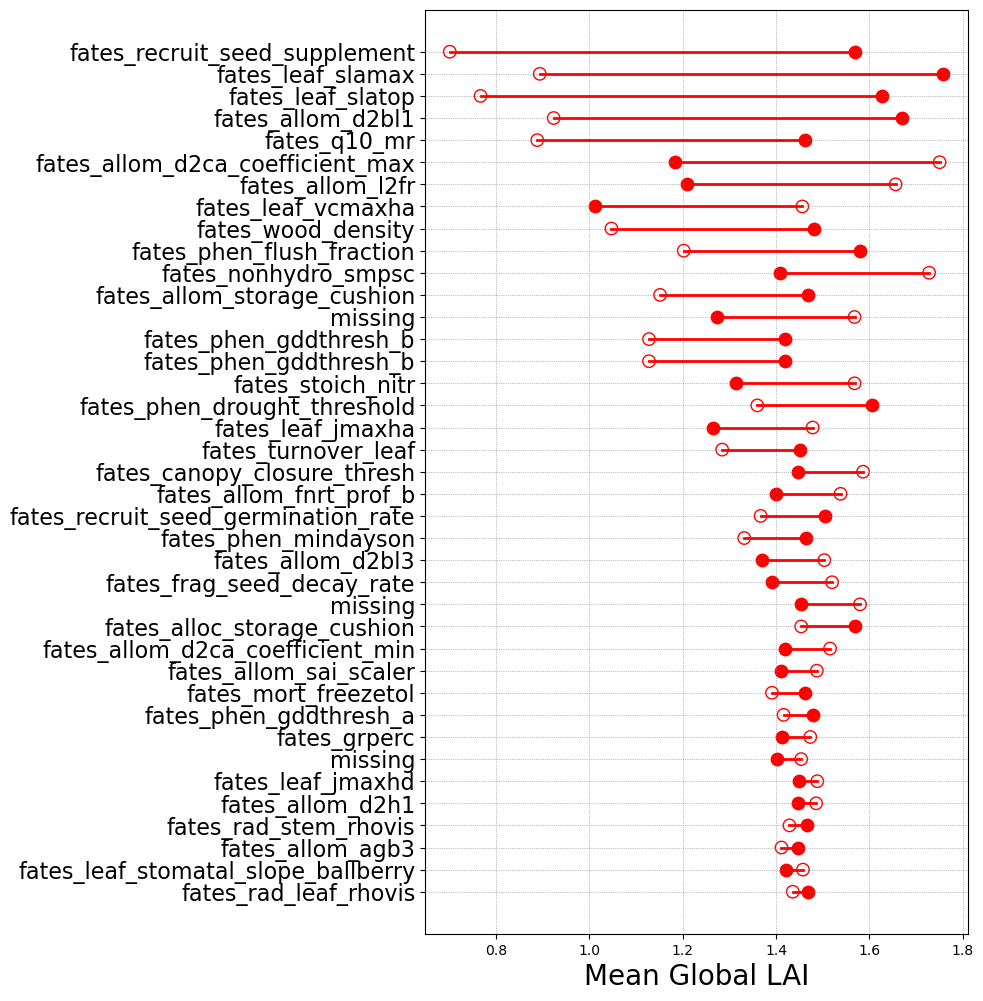 fates_recruit_seed_supplement
fates_leaf_slamax
fates_leaf_slatop
fates_allom_d2bl1
fates_q10_mr
fates_allom_d2ca_coefficient_max
fates_allom_l2fr
fates_leaf_vcmaxha
fates_wood_density
fates_phen_flush_fraction
fates_nonhydro_smpsc
fates_allom_storage_cushion
missing
fates_phen_gddthresh_b
fates_phen_gddthresh_b
fates_stoich_nitr
fates_phen_drought_threshold
fates_leaf_jmaxha
fates_turnover_leaf
fates_canopy_closure_thresh
fates_allom_fnrt_prof_b
fates_recruit_seed_germination_rate
fates_phen_mindayson
fates_allom_d2bl3
fates_frag_seed_decay_rate
missing
fates_alloc_storage_cushion
fates_allom_d2ca_coefficient_min
fates_allom_sai_scaler
fates_mort_freezetol
fates_phen_gddthresh_a
fates_grperc
missing
fates_leaf_jmaxhd
fates_allom_d2h1
fates_rad_stem_rhovis
fates_allom_agb3
fates_leaf_stomatal_slope_ballberry
fates_rad_leaf_rhovis
0.8 1.0 1.2 1.4 1.6 1.8
Mean Global LAI